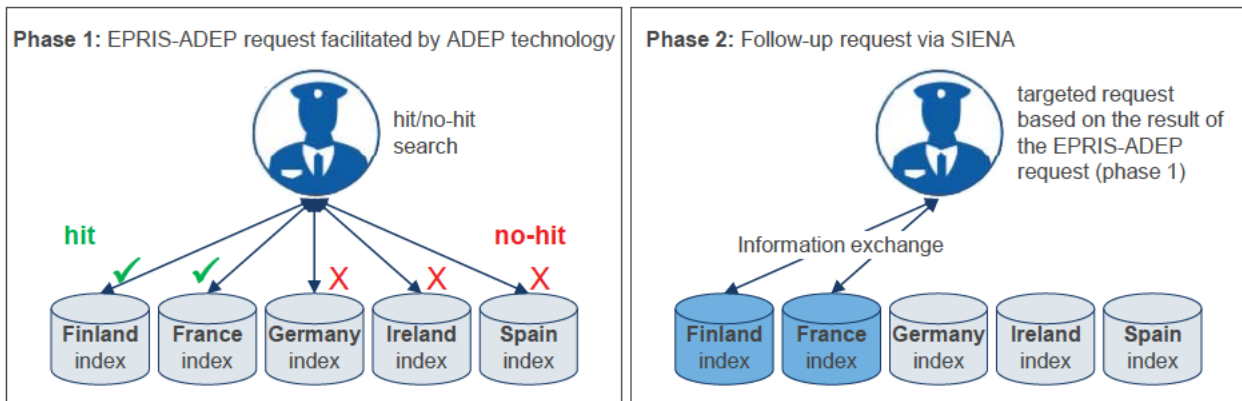 Phase 1: EPRIS-ADEP request facilitated by ADEP technology
hit/no-hit
search
hit
no-hit
X
X
X
Finland
index
France
index
Germany
index
Ireland
index
Spain
index
Phase 2: Follow-up request via SIENA
targeted request
based on the result of
the EPRIS-ADEP
request (phase 1)
Information exchange
Finland
index
France
index
Germany
index
Ireland
index
Spain
index